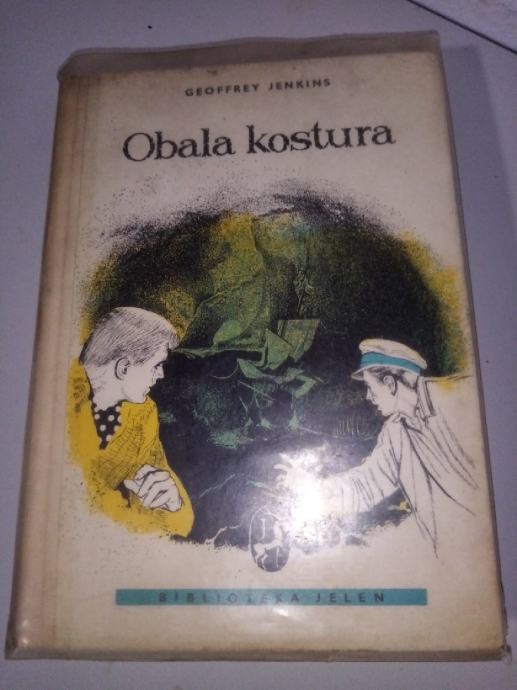 GEOFFREY JENKINS
Obala kostura
BIBLIOTEKA JELEN